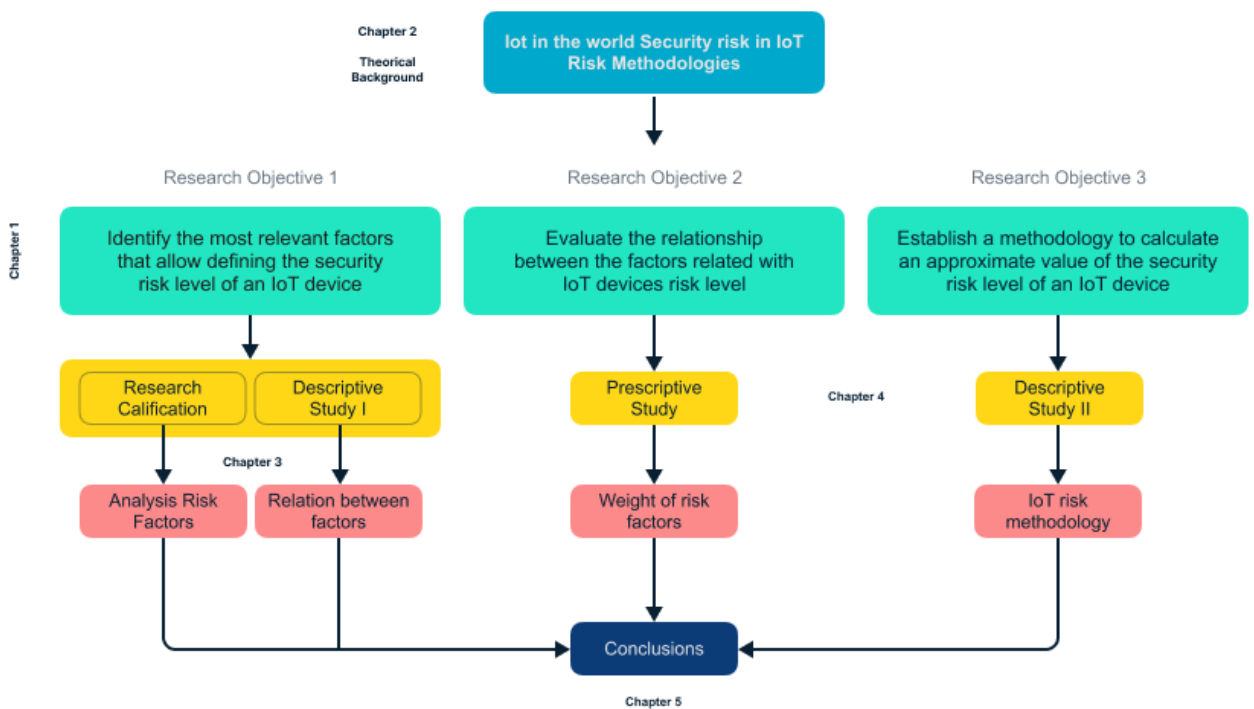 Chapter 2
Theorical
Background
Iot in the world Security risk in IoT
Risk Methodologies
Research Objective 1
Research Objective 2
Research Objective 3
Chapter 1
Identify the most relevant factors
that allow defining the security
risk level of an IoT device
Evaluate the relationship
between the factors related with
IoT devices risk level
Establish a methodology to calculate
an approximate value of the security
risk level of an IoT device
Research
Calification
Descriptive
Study I
Prescriptive
Study
Chapter 4
Descriptive
Study II
Chapter 3
Analysis Risk
Factors
Relation between
factors
Weight of risk
factors
IoT risk
methodology
Conclusions
Chapter 5